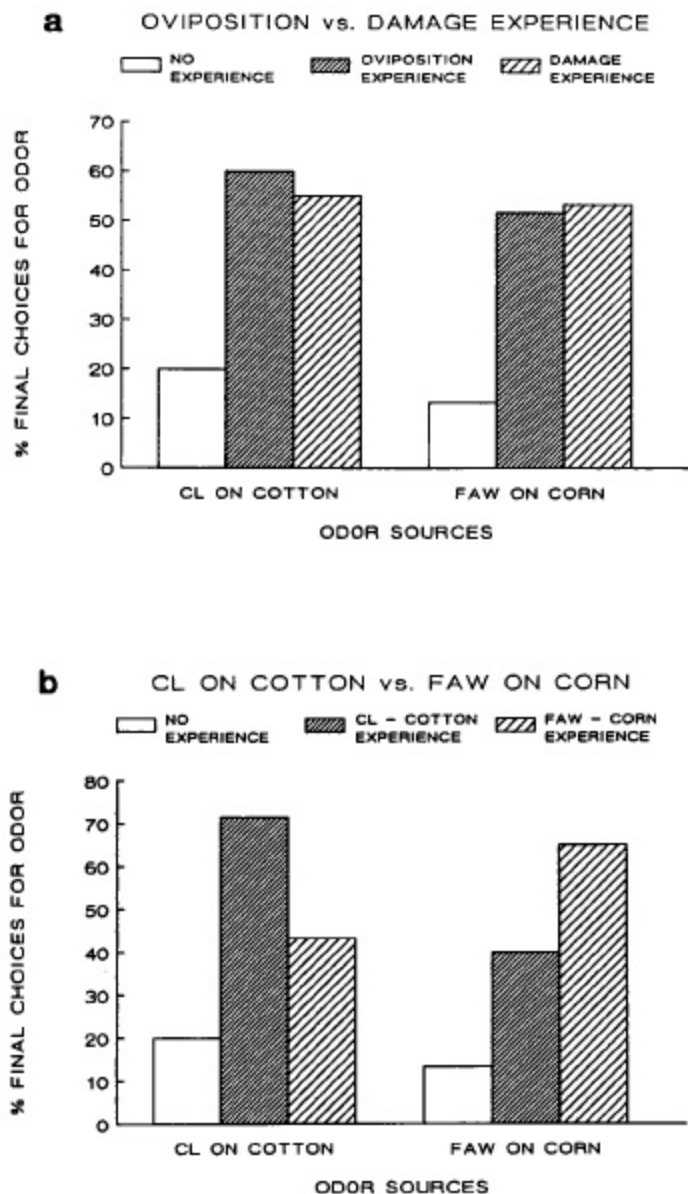 a OVIPOSITION vs. DAMAGE EXPERIENCE
NO EXPERIENCE
OVIPOSITION EXPERIENCE
DAMAGE EXPERIENCE
% FINAL CHOICES FOR ODOR
70
60
50
40
30
20
10
0
CL ON COTTON FAW ON CORN
ODOR SOURCES
b CL ON COTTON vs. FAW ON CORN
NO EXPERIENCE
CL - COTTON EXPERIENCE
FAW - CORN EXPERIENCE
% FINAL CHOICES FOR ODOR
80
70
60
50
40
30
20
10
0
CL ON COTTON FAW ON CORN
ODOR SOURCES